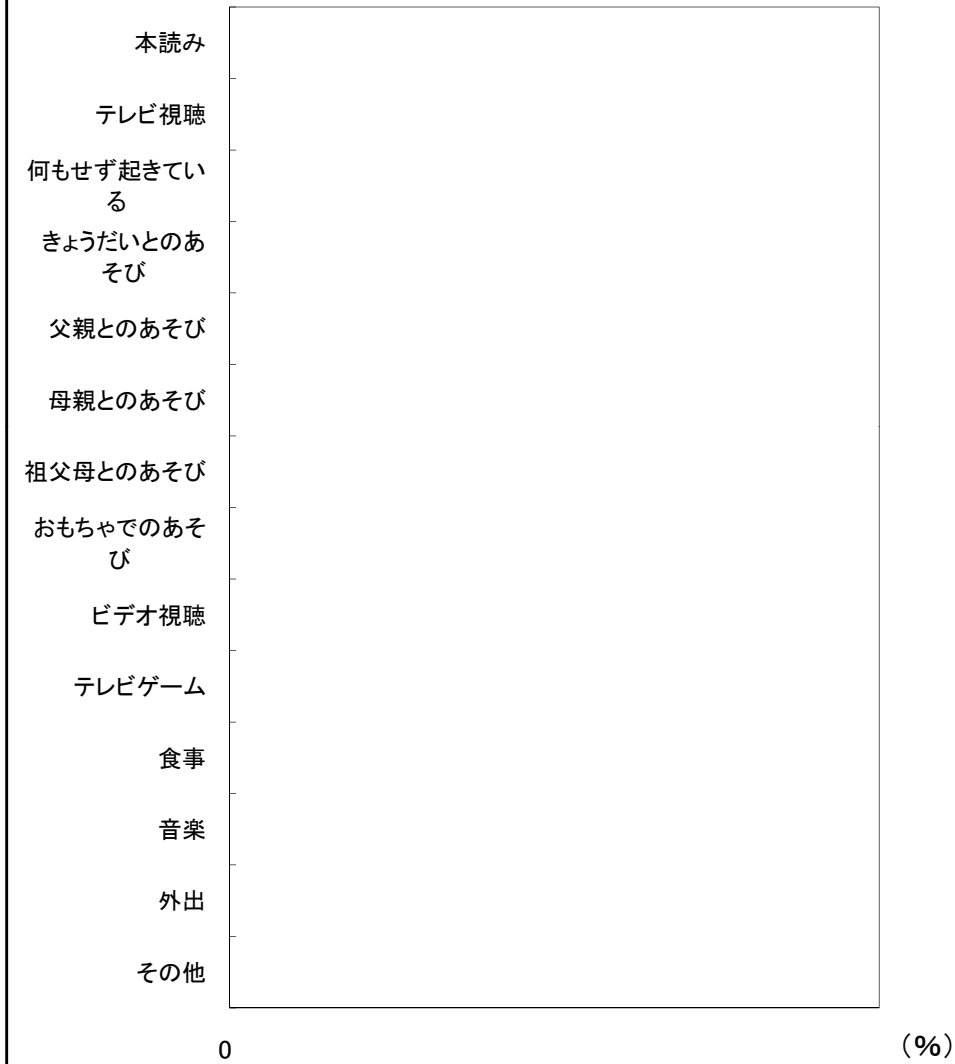 本読み
テレビ視聴
何もせず起きてい
る
きょうだいとのあ
そび
父親とのあそび
母親とのあそび
祖父母とのあそび
おもちゃでのあそ
び
ビデオ視聴
テレビゲーム
食事
音楽
外出
その他
0
（%）